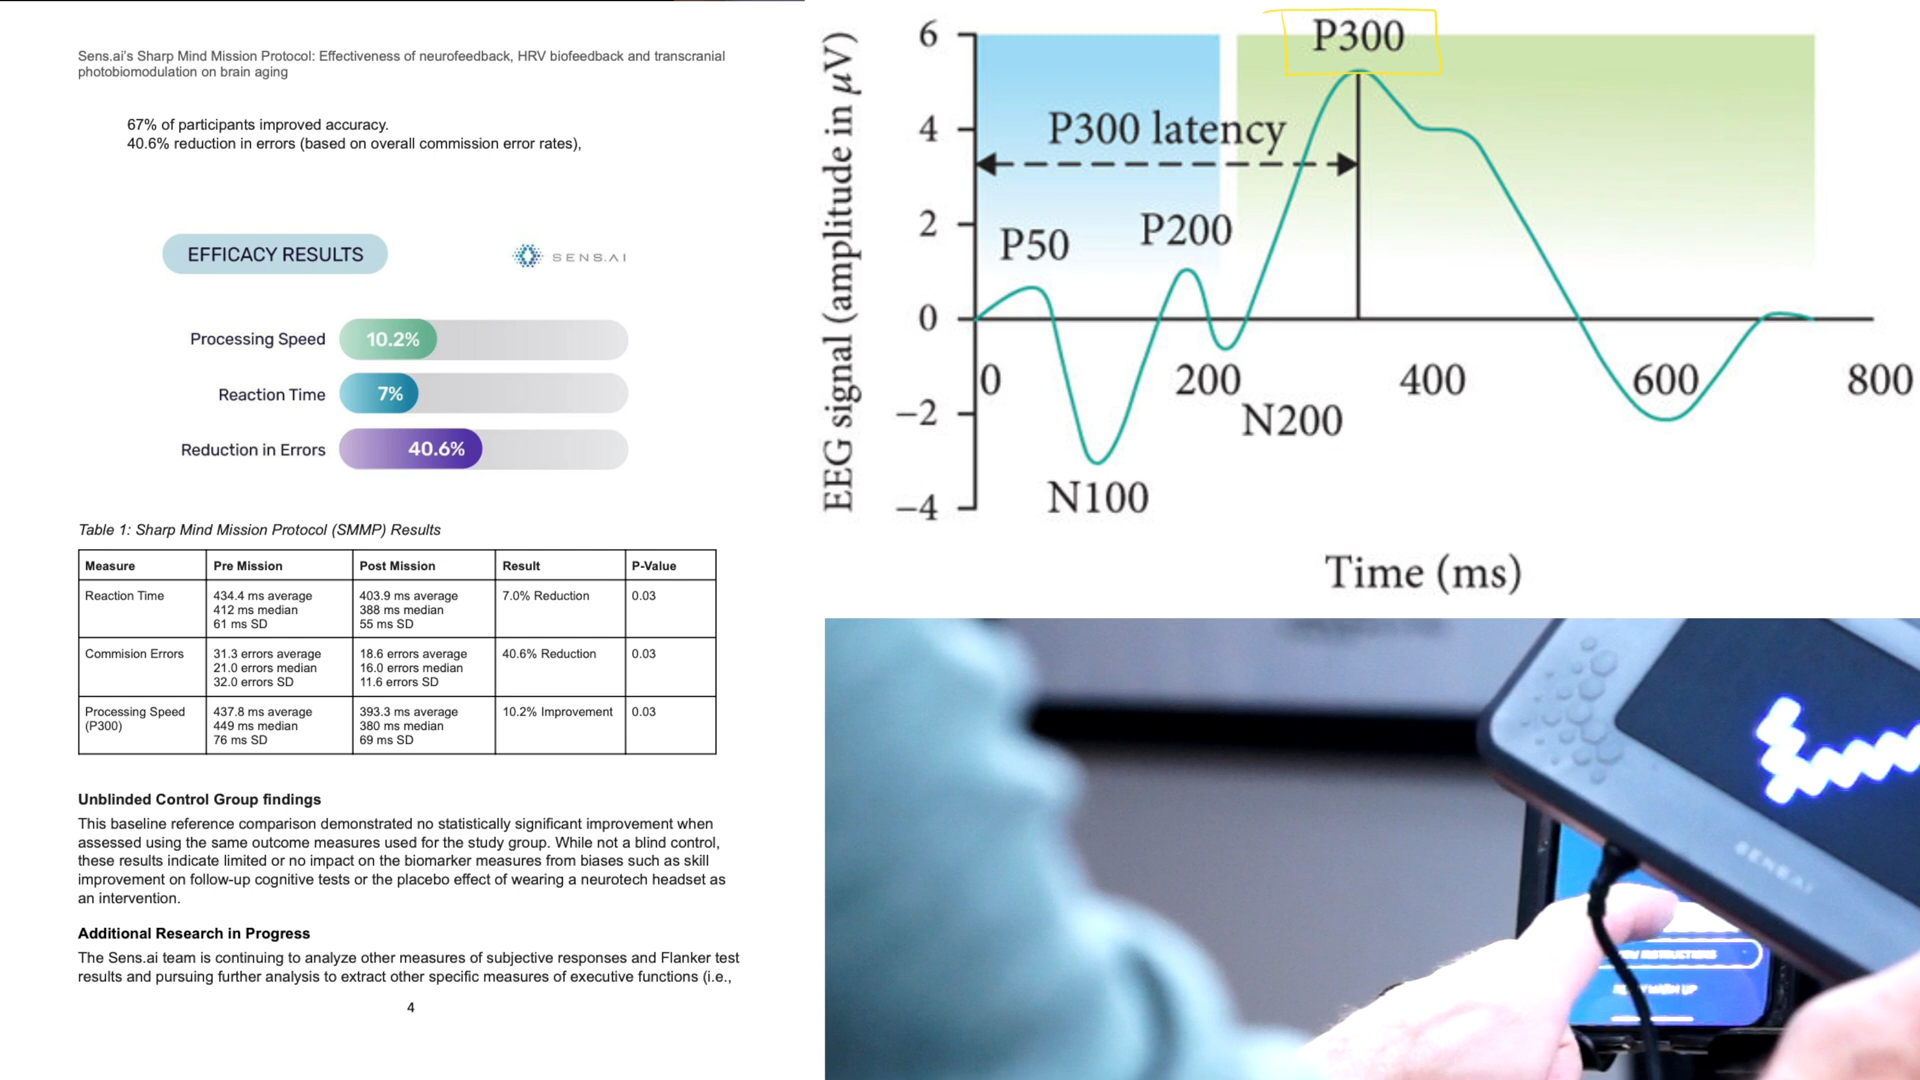 Sens.ai's Sharp Mind Mission Protocol: Effectiveness of neurofeedback, HRV biofeedback and transcranial
photobiomodulation on brain aging
67% of participants improved accuracy.
40.6% reduction in errors (based on overall commission error rates),
EFFICACY RESULTS
SENS.AI
Processing Speed 10.2%
Reaction Time 7%
Reduction in Errors 40.6%
Table 1: Sharp Mind Mission Protocol (SMMP) Results
Measure Pre Mission Post Mission Result P-Value
Reaction Time 434.4 ms average 403.9 ms average 7.0% Reduction 0.03
412 ms median 388 ms median
61 ms SD 55 ms SD
Commision Errors 31.3 errors average 18.6 errors average 40.6% Reduction 0.03
21.0 errors median 16.0 errors median
32.0 errors SD 11.6 errors SD
Processing Speed 437.8 ms average 393.3 ms average 10.2% Improvement 0.03
(P300) 449 ms median 380 ms median
76 ms SD 69 ms SD
Unblinded Control Group findings
This baseline reference comparison demonstrated no statistically significant improvement when
assessed using the same outcome measures used for the study group. While not a blind control,
these results indicate limited or no impact on the biomarker measures from biases such as skill
improvement on follow-up cognitive tests or the placebo effect of wearing a neurotech headset as
an intervention.
Additional Research in Progress
The Sens.ai team is continuing to analyze other measures of subjective responses and Flanker test
results and pursuing further analysis to extract other specific measures of executive functions (i.e.,
4
EEG signal (amplitude in μV)
6
4
2
0
−2
−4
P300
P300 latency
P50
P200
N100
N200
0 200 400 600 800
Time (ms)
SENSAI
INSTRUCTIONS
UP